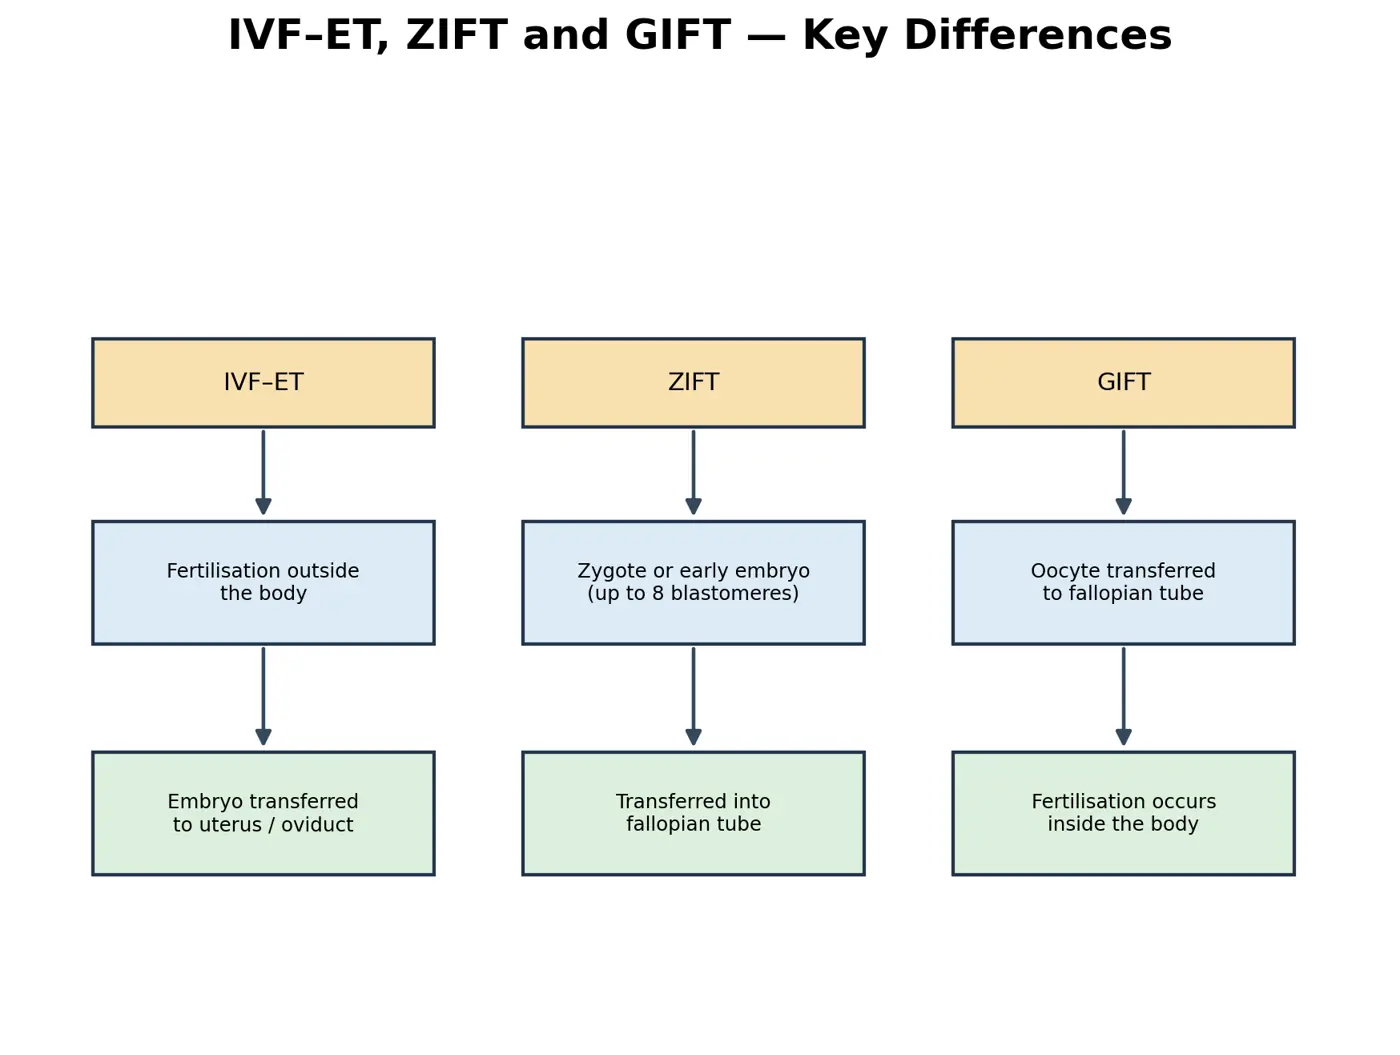 IVF–ET, ZIFT and GIFT — Key Differences
IVF–ET
ZIFT
GIFT
Fertilisation outside
the body
Zygote or early embryo
(up to 8 blastomeres)
Oocyte transferred
to fallopian tube
Embryo transferred
to uterus / oviduct
Transferred into
fallopian tube
Fertilisation occurs
inside the body